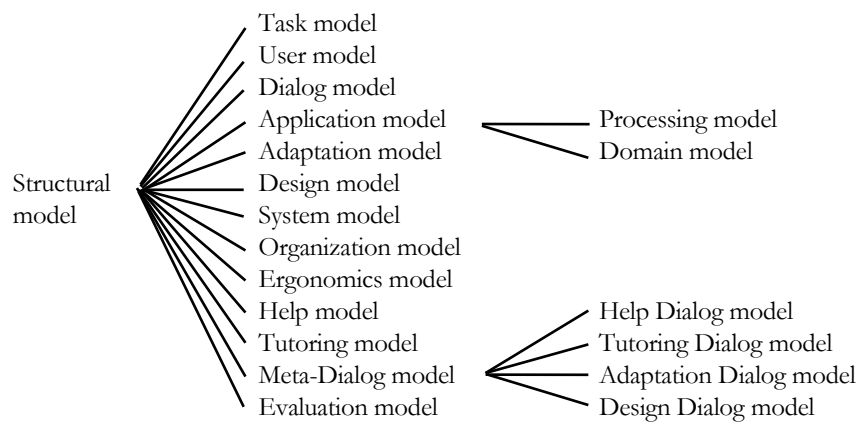 Task model
User model
Dialog model
Application model
Processing model
Adaptation model
Domain model
Structural
model
Design model
System model
Organization model
Ergonomics model
Help model
Help Dialog model
Tutoring model
Tutoring Dialog model
Meta-Dialog model
Adaptation Dialog model
Evaluation model
Design Dialog model